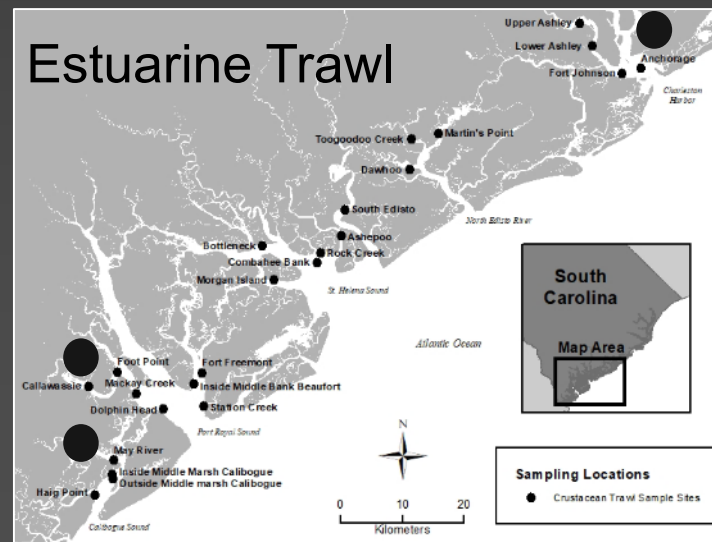 Estuarine Trawl
Upper Ashley
Lower Ashley
Anchorage
Fort Johnson
Charleston
Harbor
Martin's Point
Toogoodoo Creek
Dawhoo
South Edisto
North Edisto River
Ashepoo
Bottleneck
Rock Creek
Combahee Bank
Morgan Island
St. Helena Sound
South
Carolina
Map Area
Atlantic Ocean
Foot Point
Fort Freemont
Callawassie
Mackay Creek
Inside Middle Bank Beaufort
Dolphin Head
Station Creek
Port Royal Sound
N
May River
Inside Middle Marsh Calibogue
Outside Middle marsh Calibogue
Haig Point
Calibogue Sound
0 10 20
Kilometers
Sampling Locations
Crustacean Trawl Sample Sites